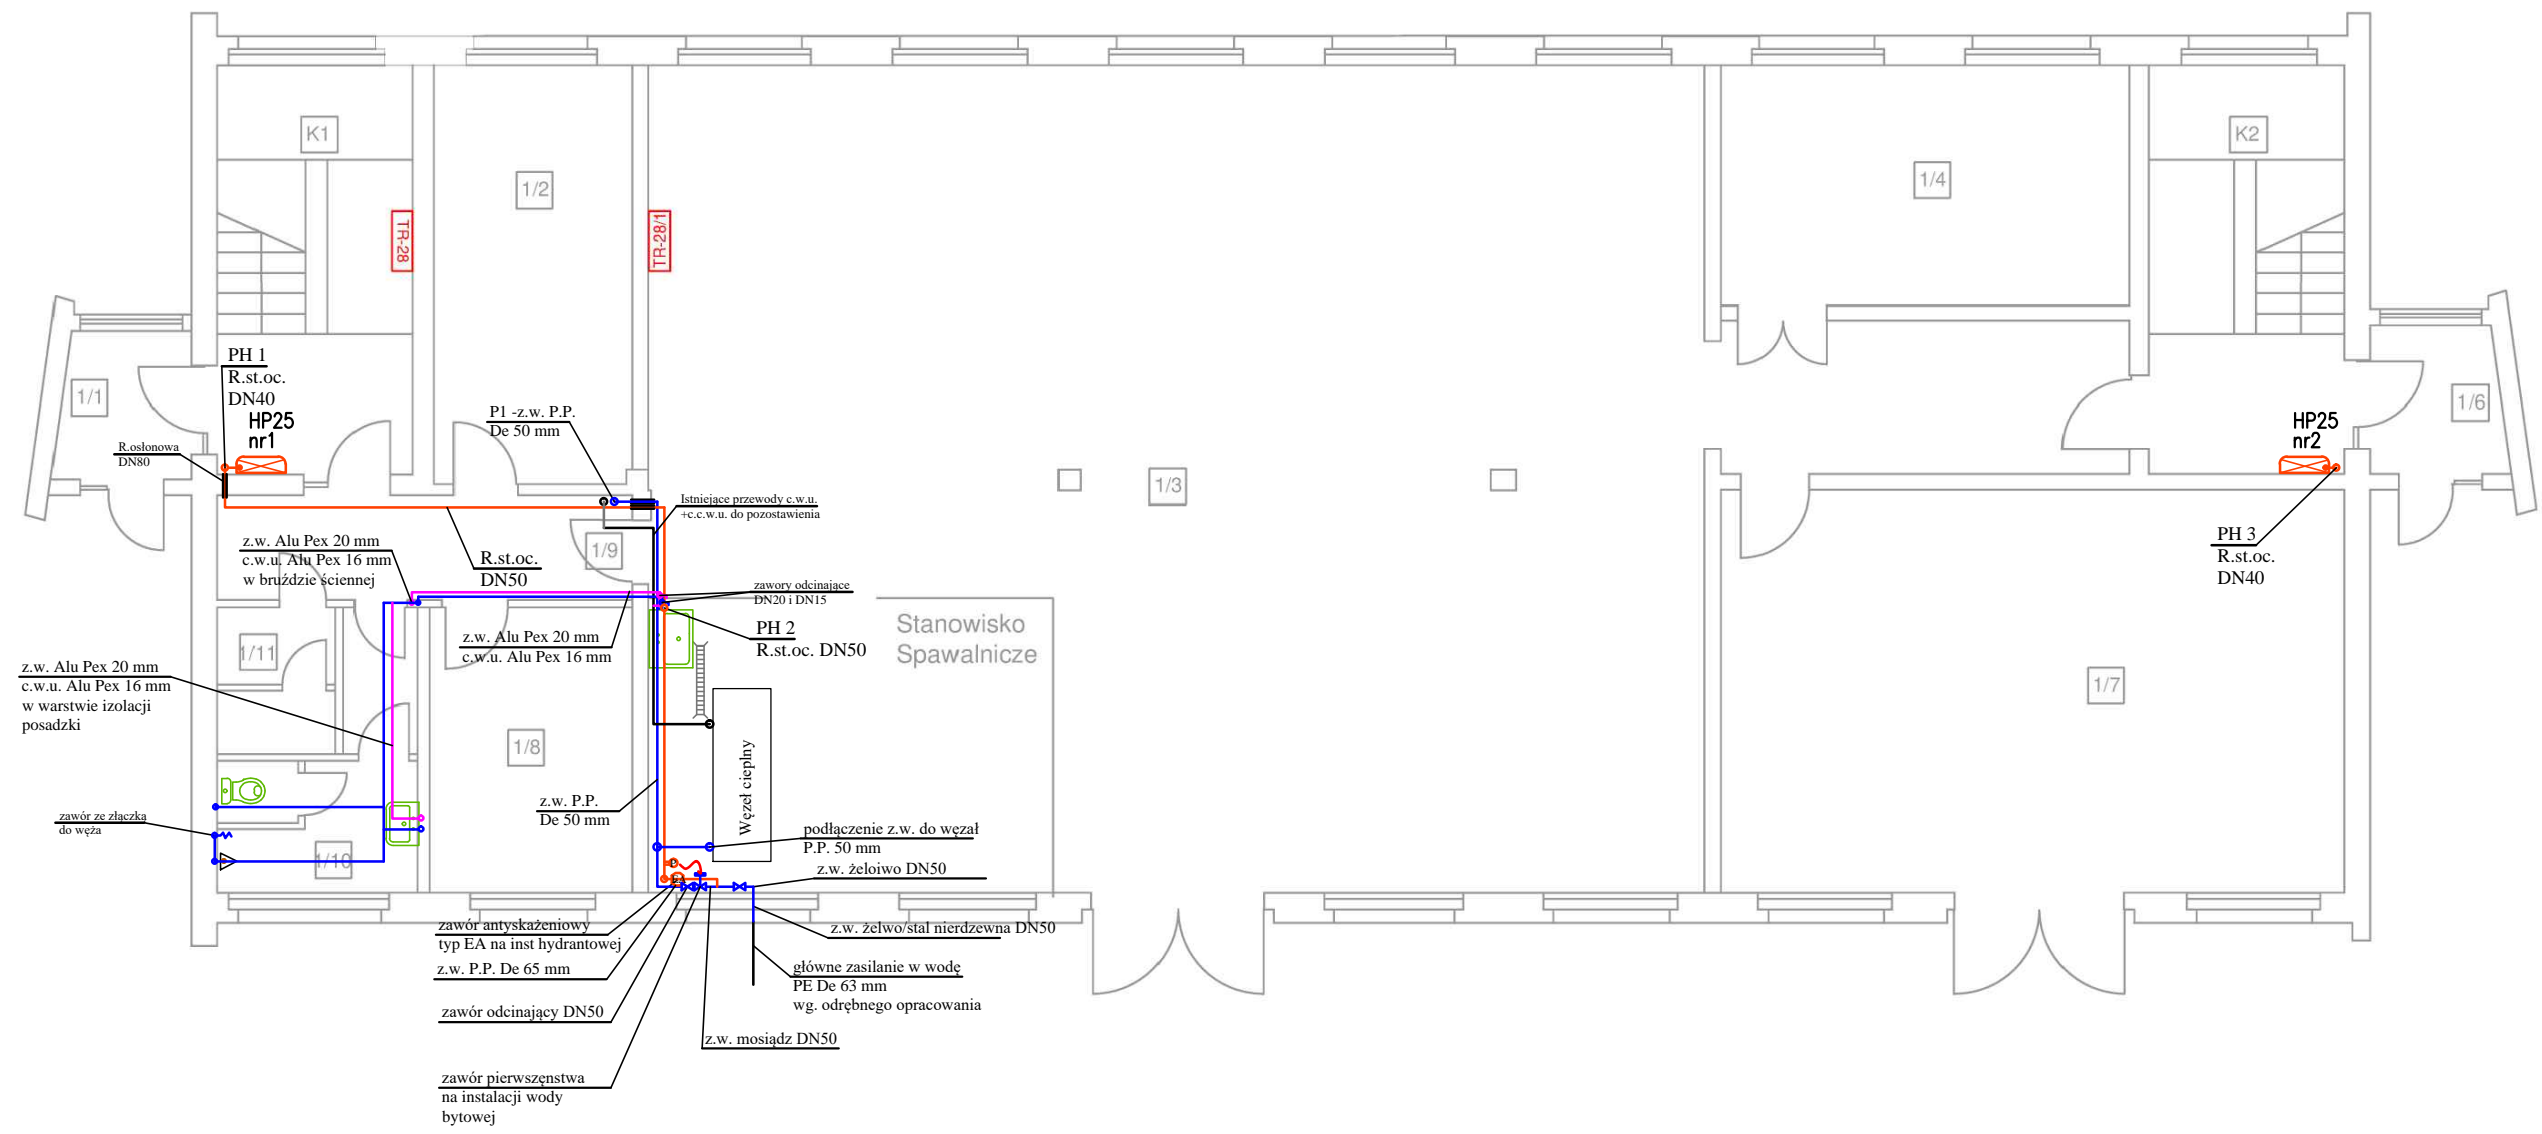 K1
K2
1/2
1/4
TR-28
TR-28/1
PH 1
R.st.oc.
DN40
HP25
nr1
1/1
R.osłonowa
DN80
P1 -z.w. P.P.
De 50 mm
Istniejące przewody c.w.u.
+c.c.w.u. do pozostawienia
1/3
HP25
nr2
1/6
PH 3
R.st.oc.
DN40
z.w. Alu Pex 20 mm
c.w.u. Alu Pex 16 mm
w bruździe ściennej
R.st.oc.
DN50
1/9
zawory odcinające
DN20 i DN15
PH 2
R.st.oc. DN50
Stanowisko
Spawalnicze
z.w. Alu Pex 20 mm
c.w.u. Alu Pex 16 mm
1/11
z.w. Alu Pex 20 mm
c.w.u. Alu Pex 16 mm
w warstwie izolacji
posadzki
1/8
1/7
Węzeł cieplny
z.w. P.P.
De 50 mm
zawór ze złączką
do węża
1/10
podłączenie z.w. do węzał
P.P. 50 mm
z.w. żeloiwo DN50
P
EA
zawór antyskażeniowy
typ EA na inst hydrantowej
z.w. P.P. De 65 mm
zawór odcinający DN50
z.w. żelwo/stal nierdzewna DN50
główne zasilanie w wodę
PE De 63 mm
wg. odrębnego opracowania
z.w. mosiądz DN50
zawór pierwszęnstwa
na instalacji wody
bytowej